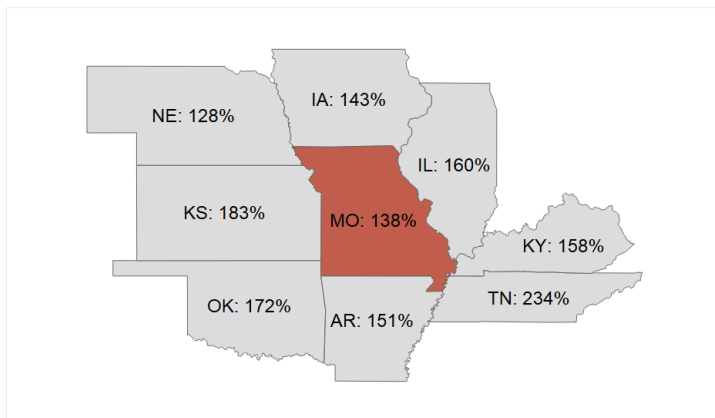 IA: 143%
NE: 128%
IL: 160%
KS: 183%
MO: 138%
KY: 158%
TN: 234%
OK: 172%
AR: 151%